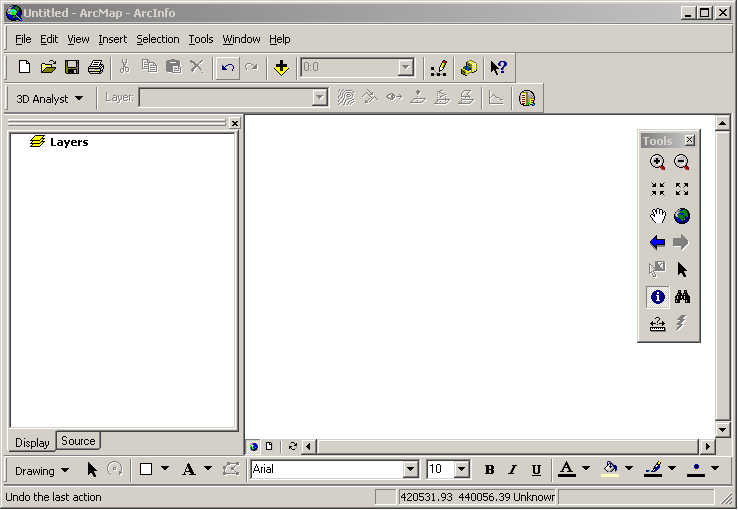 Untitled - ArcMap - ArcInfo
File Edit View Insert Selection Tools Window Help
0:0
3D Analyst Layer:
Layers
Tools
Display Source
Drawing A Arial 10 B I U A
Undo the last action 420531.93 440056.39 Unknowr